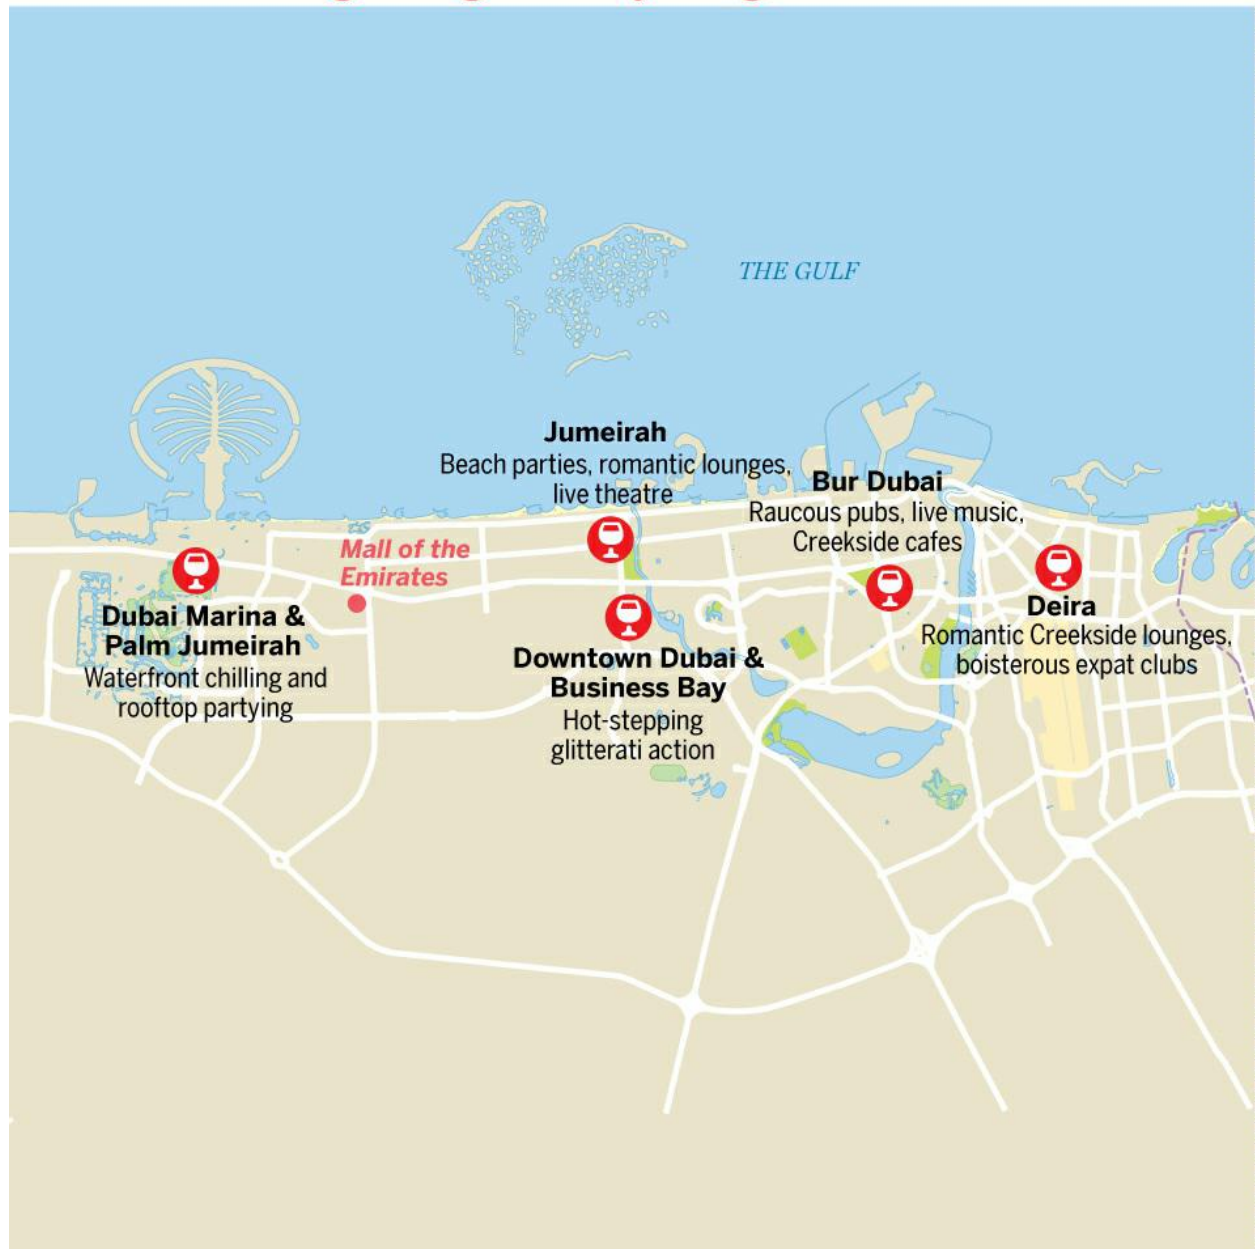 THE GULF
Jumeirah
Beach parties, romantic lounges,
live theatre
Bur Dubai
Raucous pubs, live music,
Creekside cafes
Mall of the
Emirates
Dubai Marina &
Palm Jumeirah
Waterfront chilling and
rooftop partying
Downtown Dubai &
Business Bay
Hot-stepping
glitterati action
Deira
Romantic Creekside lounges,
boisterous expat clubs